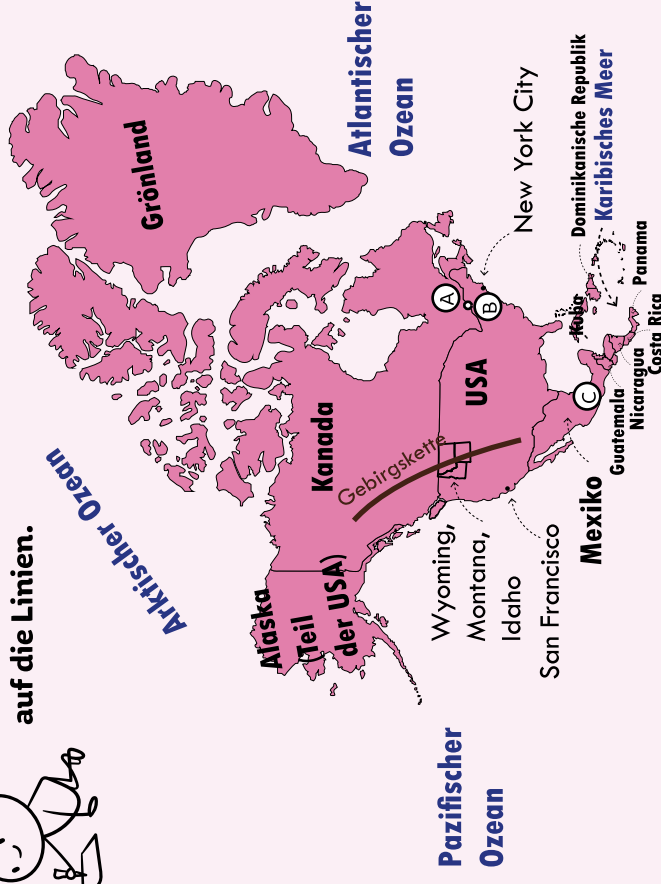 auf die Linien.
Arktischer Ozean
Grönland
Atlantischer
Ozean
Alaska
(Teil
der USA)
Kanada
Gebirgskette
USA
A
B
C
New York City
Wyoming,
Montana,
Idaho
San Francisco
Pazifischer
Ozean
Mexiko
Kuba
Dominikanische Republik
Karibisches Meer
Guatemala
Nicaragua
Costa Rica
Panama